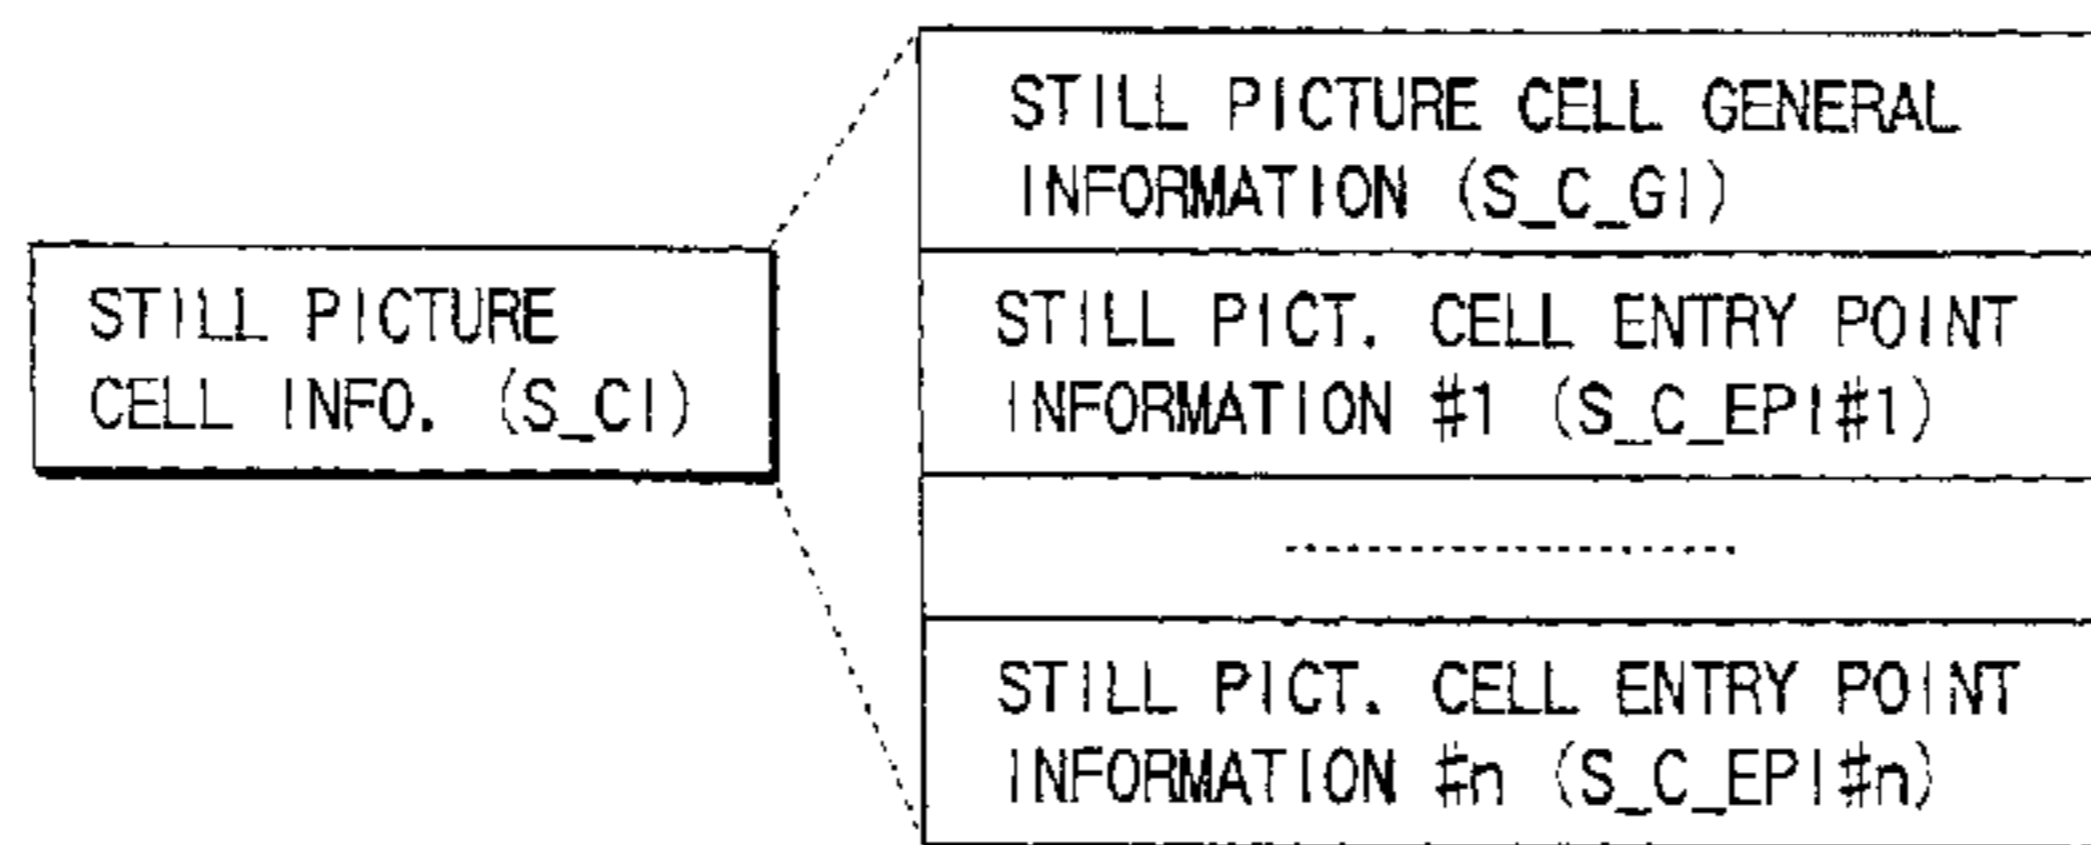 STILL PICTURE
CELL INFO. (S_CI)
STILL PICTURE CELL GENERAL
INFORMATION (S_C_GI)
STILL PICT. CELL ENTRY POINT
INFORMATION #1 (S_C_EPI#1)
STILL PICT. CELL ENTRY POINT
INFORMATION #n (S_C_EPI#n)